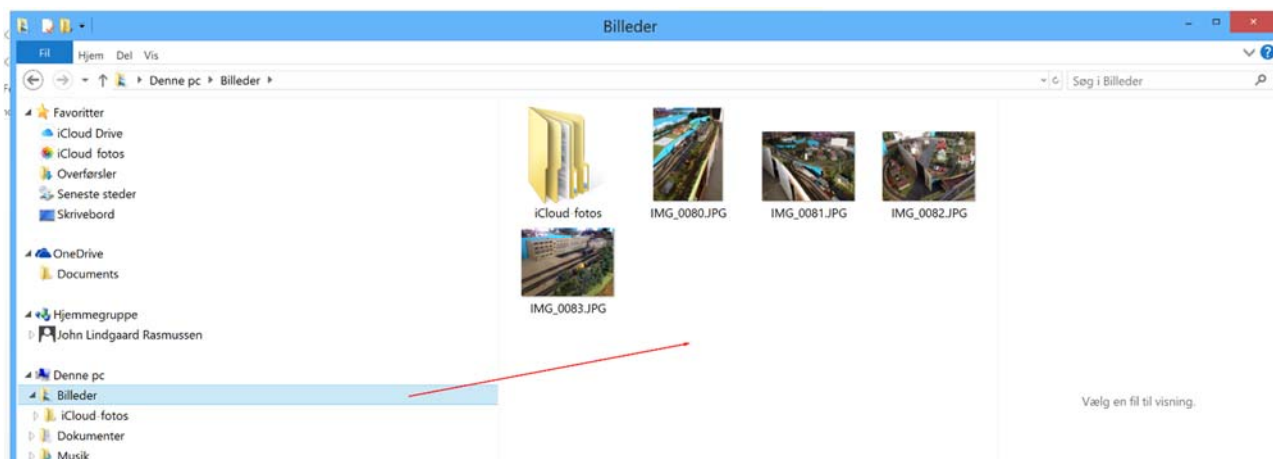 Billeder
Fil Hjem Del Vis
Denne pc Billeder
Søg i Billeder
Favoritter
iCloud Drive
iCloud-fotos
Overførsler
Seneste steder
Skrivebord
OneDrive
Documents
Hjemmegruppe
John Lindgaard Rasmussen
Denne pc
Billeder
iCloud-fotos
Dokumenter
Musik
iCloud-fotos
IMG_0080.JPG
IMG_0081.JPG
IMG_0082.JPG
IMG_0083.JPG
Vælg en fil til visning.